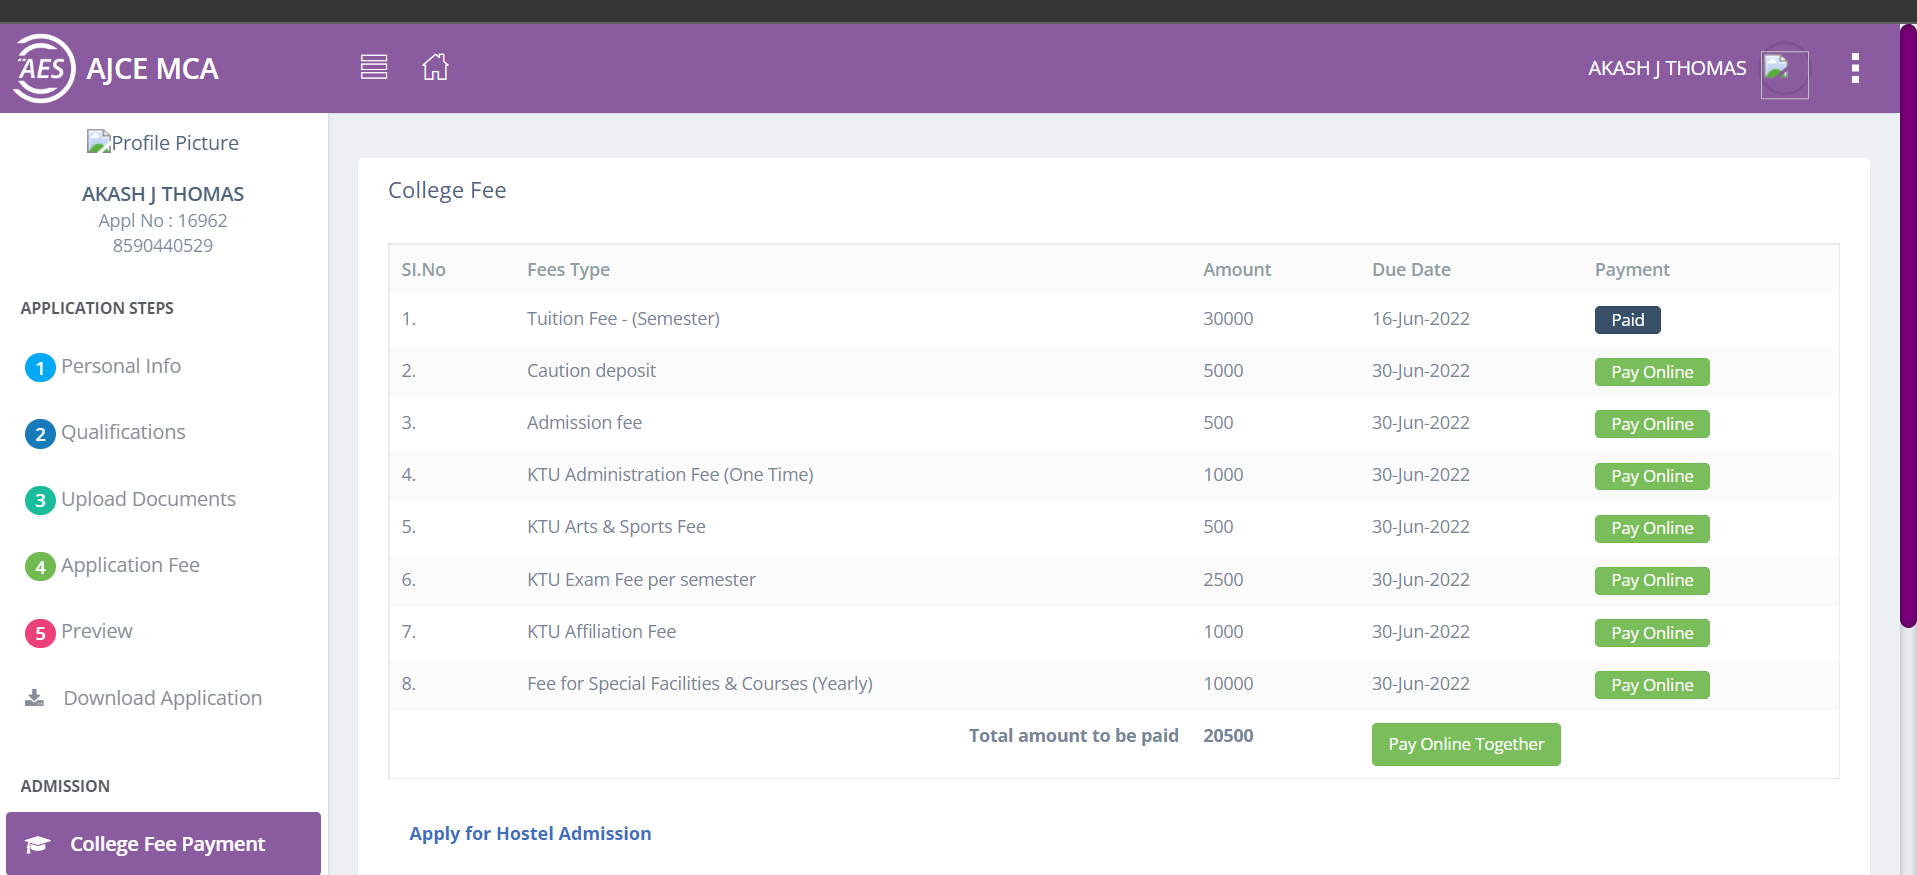 AES AJCE MCA AKASH J THOMAS
Profile Picture
AKASH J THOMAS
Appl No : 16962
8590440529
APPLICATION STEPS
1 Personal Info
2 Qualifications
3 Upload Documents
4 Application Fee
5 Preview
Download Application
ADMISSION
College Fee Payment
College Fee
SI.No Fees Type Amount Due Date Payment
1. Tuition Fee - (Semester) 30000 16-Jun-2022 Paid
2. Caution deposit 5000 30-Jun-2022 Pay Online
3. Admission fee 500 30-Jun-2022 Pay Online
4. KTU Administration Fee (One Time) 1000 30-Jun-2022 Pay Online
5. KTU Arts & Sports Fee 500 30-Jun-2022 Pay Online
6. KTU Exam Fee per semester 2500 30-Jun-2022 Pay Online
7. KTU Affiliation Fee 1000 30-Jun-2022 Pay Online
8. Fee for Special Facilities & Courses (Yearly) 10000 30-Jun-2022 Pay Online
Total amount to be paid 20500 Pay Online Together
Apply for Hostel Admission